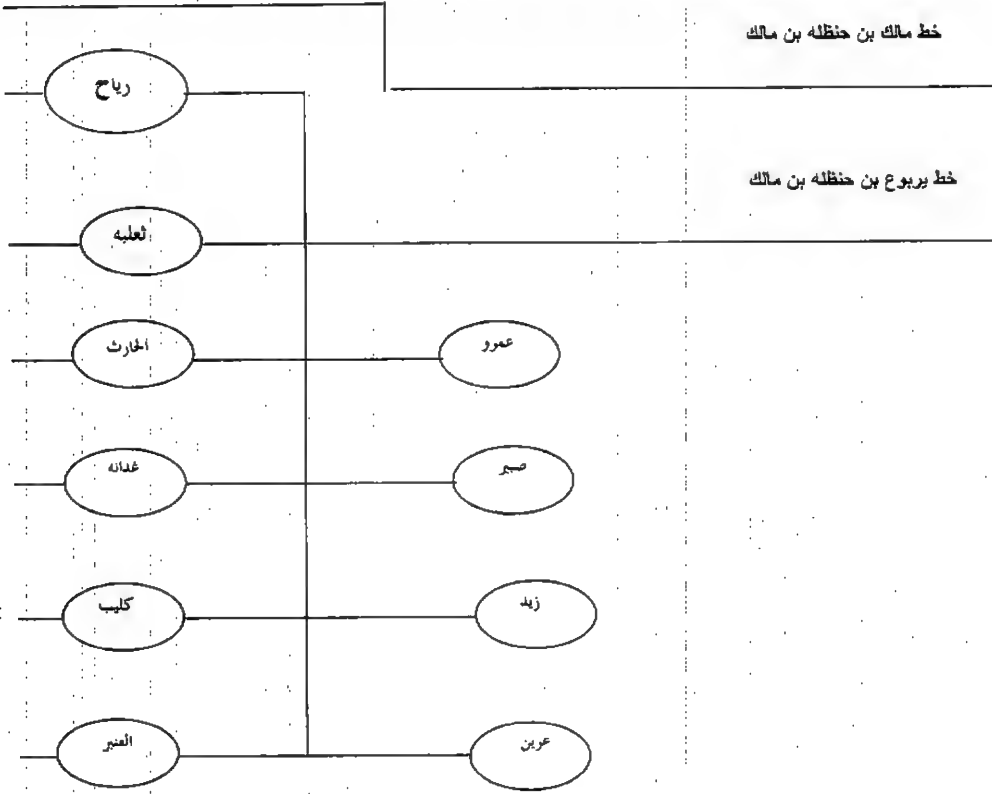 خط مالك بن حنظله بن مالك
رياح
خط يربوع بن حنظله بن مالك
ثعلبه
عمرو
الحارث
صبير
غدانه
زيد
كليب
عرين
العنبر